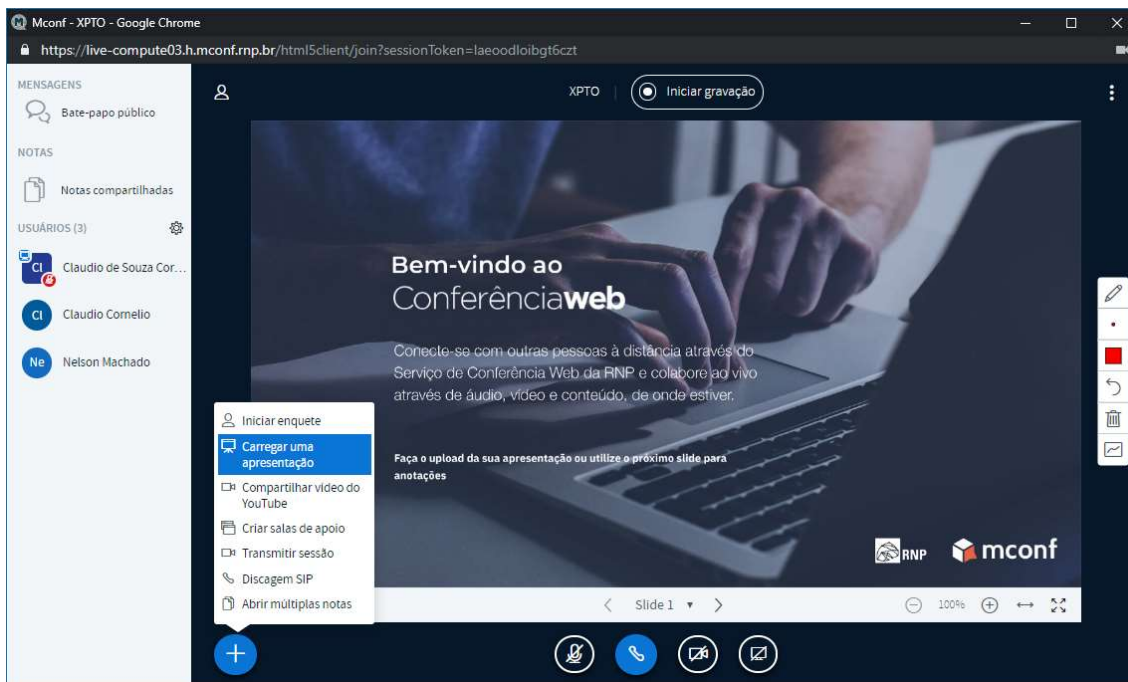 Mconf - XPTO - Google Chrome
https://live-compute03.h.mconf.rnp.br/html5client/join?sessionToken=laeoodloibgt6czt
MENSAGENS
Bate-papo público
NOTAS
Notas compartilhadas
USUÁRIOS (3)
CI Claudio de Souza Cor...
CI Claudio Cornelio
Ne Nelson Machado
XPTO
Iniciar gravação
Bem-vindo ao
Conferênciaweb
Conecte-se com outras pessoas à distância através do
Serviço de Conferência Web da RNP e colabore ao vivo
através de áudio, vídeo e conteúdo, de onde estiver.
Faça o upload da sua apresentação ou utilize o próximo slide para
anotações
RNP
mconf
Iniciar enquete
Carregar uma
apresentação
Compartilhar vídeo do
YouTube
Criar salas de apoio
Transmitir sessão
Discagem SIP
Abrir múltiplas notas
Slide 1
100%